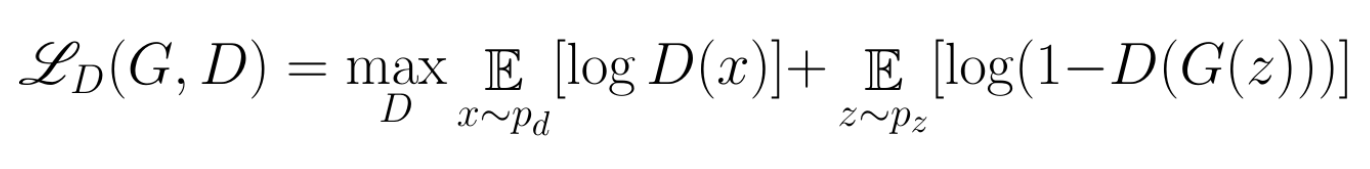 ℒ_D(G, D) = max_D 𝔼_{x∼p_d}[log D(x)]+ 𝔼_{z∼p_z}[log(1−D(G(z)))]